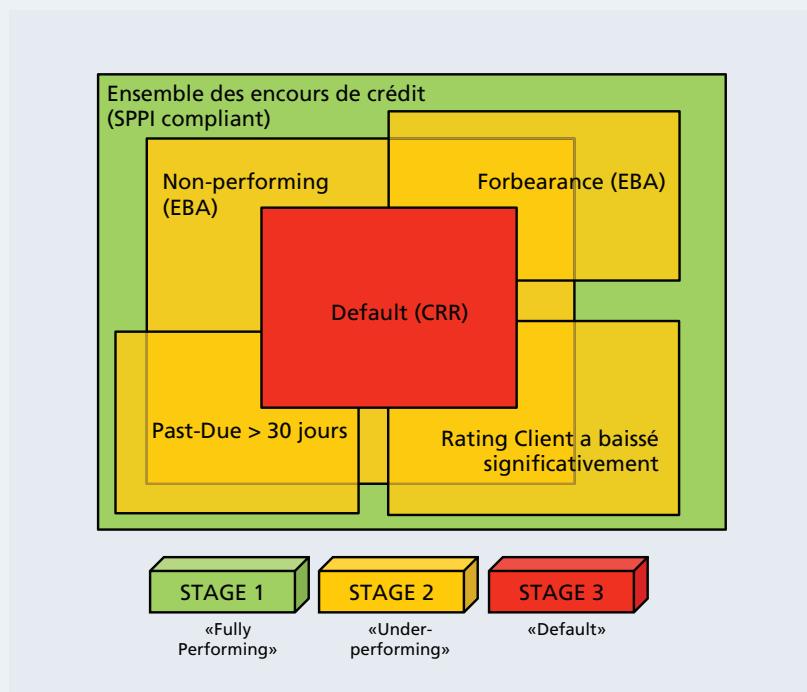 Ensemble des encours de crédit
(SPPI compliant)
Non-performing
(EBA)
Forbearance (EBA)
Default (CRR)
Past-Due > 30 jours
Rating Client a baissé
significativement
STAGE 1
STAGE 2
STAGE 3
«Fully
Performing»
«Under-
performing»
«Default»